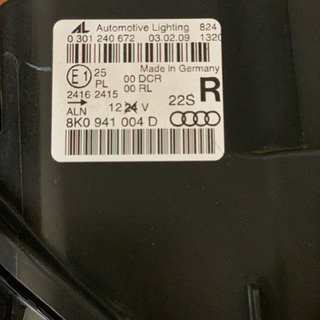 AL Automotive Lighting 824
0 301 240 672 03.02.09 1320
Made in Germany
E1 25 00 DCR
PL 00 RL
2416 2415
ALN 12 24 V 22S R
8K0 941 004 D